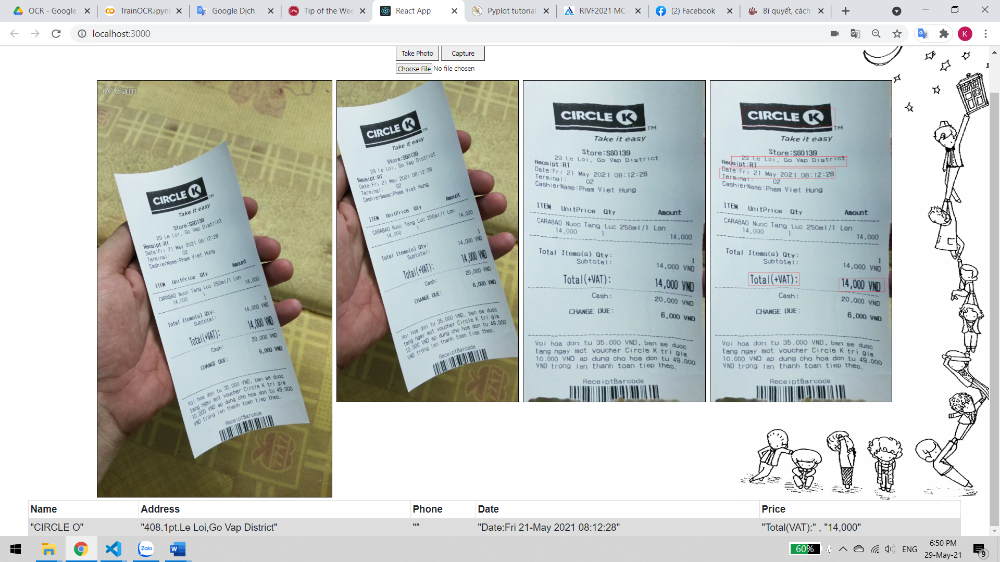 OCR - Google
TrainOCR.ipynb
Google Dịch
Tip of the Wee
React App
Pyplot tutorial
RIVF2021 MC-
(2) Facebook
Bí quyết, cách
localhost:3000
K
Take Photo
Capture
Choose File No file chosen
iVCam
CIRCLE K TM
Take it easy
Store:SG0139
29 Le Loi, Go Vap District
Receipt:RT
Date:Fri 21 May 2021 08:12:28
Terminal: 02
CashierName:Pham Viet Hung
ITEM UnitPrice Qty Amount
CARABAO Nuoc Tang Luc 250ml/1 Lon
14,000 1 14,000
Total Items(s) Qty: 1
Subtotal: 14,000 VND
Total(+VAT): 14,000 VND
Cash: 20,000 VND
CHANGE DUE: 6,000 VND
Voi hoa don tu 35.000 VND, ban se duoc
tang ngay mot voucher Circle K tri gia
10.000 VND ap dung cho hoa don tu 49.000
VND trong lan thanh toan tiep theo.
ReceiptBarcode
CIRCLE K TM
Take it easy
Store:SG0139
29 Le Loi, Go Vap District
Receipt:RT
Date:Fri 21 May 2021 08:12:28
Terminal: 02
CashierName:Pham Viet Hung
ITEM UnitPrice Qty Amount
CARABAO Nuoc Tang Luc 250ml/1 Lon
14,000 1 14,000
Total Items(s) Qty: 1
Subtotal: 14,000 VND
Total(+VAT): 14,000 VND
Cash: 20,000 VND
CHANGE DUE: 6,000 VND
Voi hoa don tu 35.000 VND, ban se duoc
tang ngay mot voucher Circle K tri gia
10.000 VND ap dung cho hoa don tu 49.000
VND trong lan thanh toan tiep theo.
ReceiptBarcode
CIRCLE K TM
Take it easy
Store:SG0139
29 Le Loi, Go Vap District
Receipt:RT
Date:Fri 21 May 2021 08:12:28
Terminal: 02
CashierName:Pham Viet Hung
ITEM UnitPrice Qty Amount
CARABAO Nuoc Tang Luc 250ml/1 Lon
14,000 1 14,000
Total Items(s) Qty: 1
Subtotal: 14,000 VND
Total(+VAT): 14,000 VND
Cash: 20,000 VND
CHANGE DUE: 6,000 VND
Voi hoa don tu 35.000 VND, ban se duoc
tang ngay mot voucher Circle K tri gia
10.000 VND ap dung cho hoa don tu 49.000
VND trong lan thanh toan tiep theo.
ReceiptBarcode
CIRCLE K TM
Take it easy
Store:SG0139
29 Le Loi, Go Vap District
Receipt:RT
Date:Fri 21 May 2021 08:12:28
Terminal: 02
CashierName:Pham Viet Hung
ITEM UnitPrice Qty Amount
CARABAO Nuoc Tang Luc 250ml/1 Lon
14,000 1 14,000
Total Items(s) Qty: 1
Subtotal: 14,000 VND
Total(+VAT): 14,000 VND
Cash: 20,000 VND
CHANGE DUE: 6,000 VND
Voi hoa don tu 35.000 VND, ban se duoc
tang ngay mot voucher Circle K tri gia
10.000 VND ap dung cho hoa don tu 49.000
VND trong lan thanh toan tiep theo.
ReceiptBarcode
Name Address Phone Date Price
"CIRCLE O" "408.1pt.Le Loi,Go Vap District" "" "Date:Fri 21-May 2021 08:12:28" "Total(VAT):" , "14,000"
Zalo
60%
ENG
6:50 PM
29-May-21
9